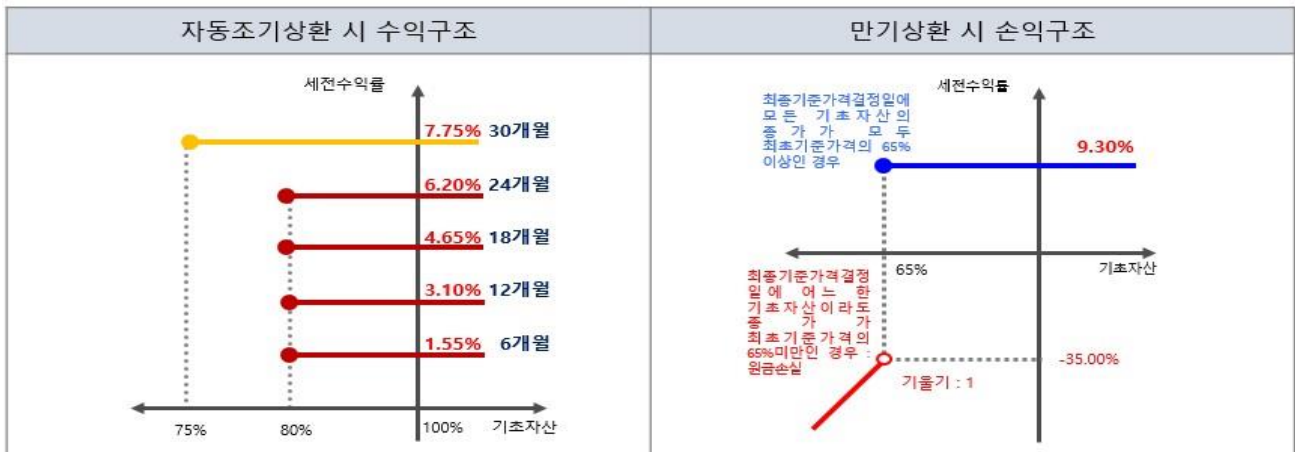 자동조기상환 시 수익구조
세전수익률
7.75% 30개월
6.20% 24개월
4.65% 18개월
3.10% 12개월
1.55% 6개월
75% 80% 100% 기초자산
만기상환 시 손익구조
세전수익률
최종기준가격결정일에
모든 기초자산의
종가가 모두
최초기준가격의 65%
이상인 경우
9.30%
65%
기초자산
최종기준가격결정
일에 어느 한
기초자산이라도
종가가
최초기준가격의
65%미만인 경우 :
원금손실
-35.00%
기울기 : 1